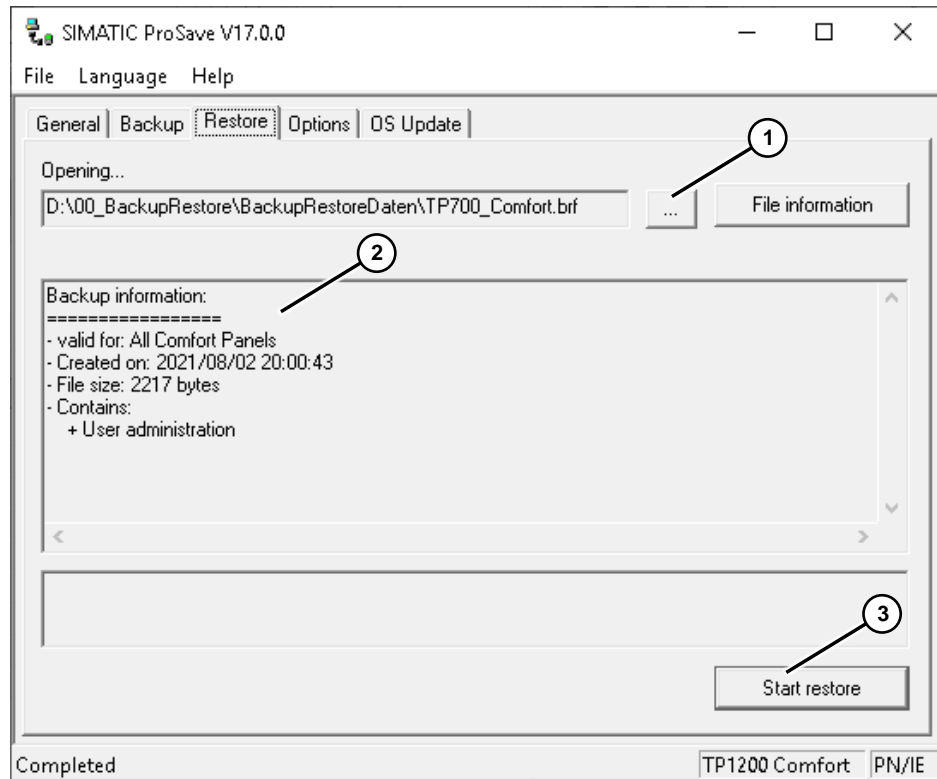 SIMATIC ProSave V17.0.0
File Language Help
General Backup Restore Options OS Update
1
Opening...
D:\00_BackupRestore\BackupRestoreDaten\TP700_Comfort.brf ... File information
2
Backup information:
=================
- valid for: All Comfort Panels
- Created on: 2021/08/02 20:00:43
- File size: 2217 bytes
- Contains:
+ User administration
3
Start restore
Completed TP1200 Comfort PN/IE